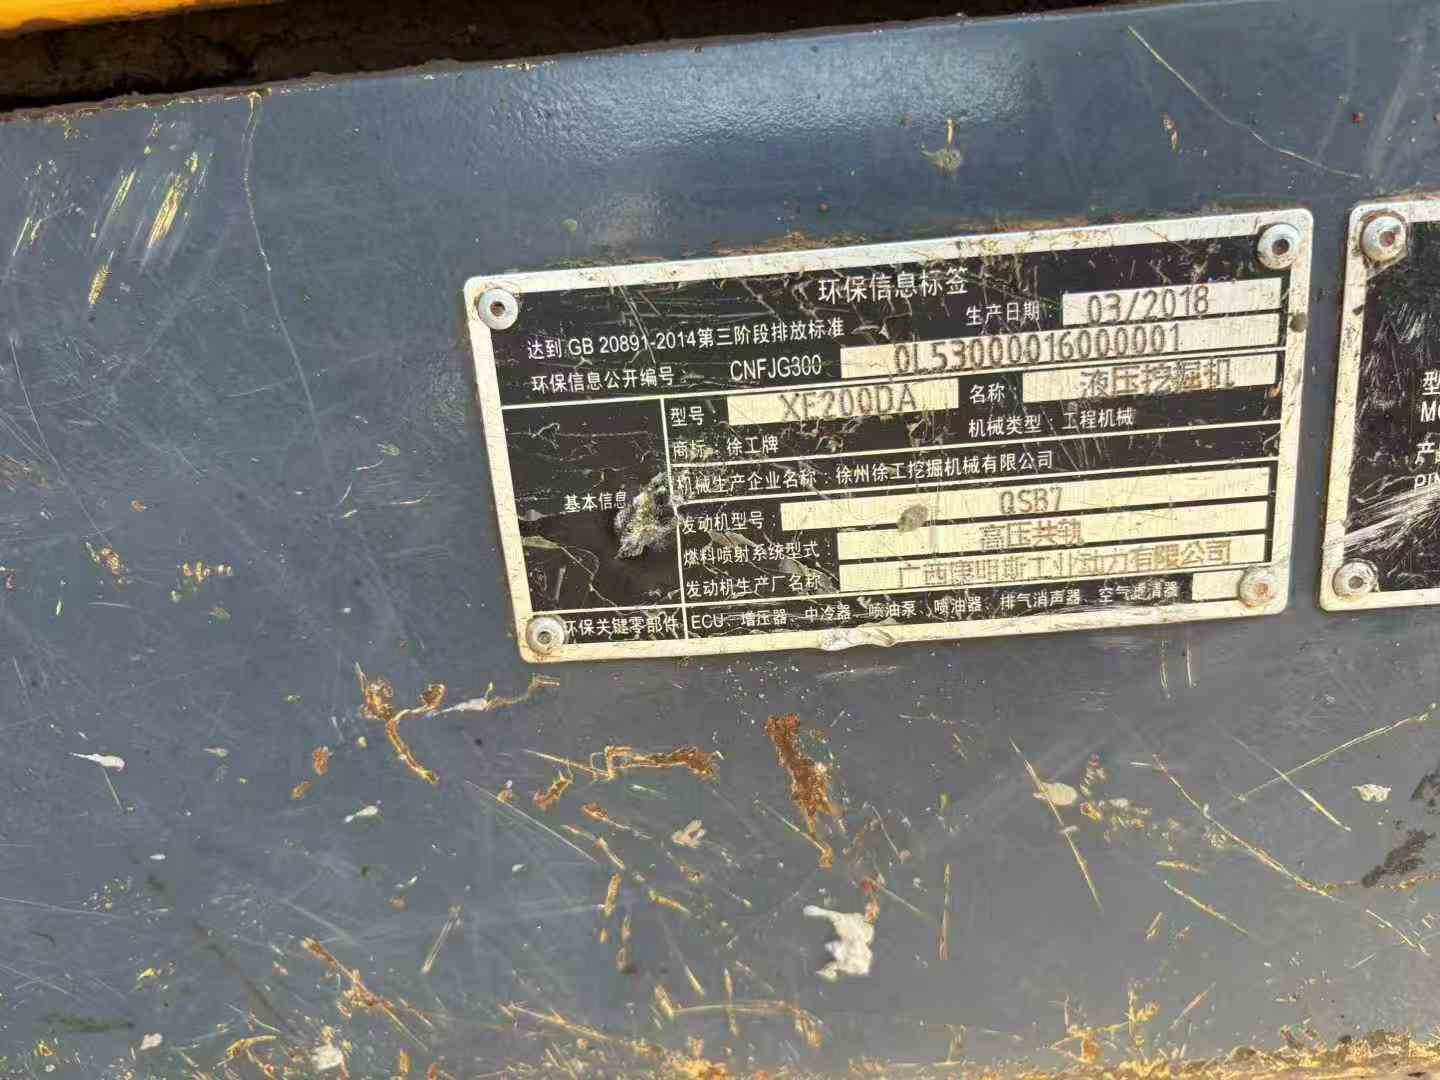 环保信息标签
达到 GB 20891-2014第三阶段排放标准 生产日期 03/2018
环保信息公开编号: CNFJG300 0L53000016000001
基本信息
型号: XE200DA 名称 液压挖掘机
商标: 徐工牌 机械类型: 工程机械
机械生产企业名称: 徐州徐工挖掘机械有限公司
发动机型号: QSB7
燃料喷射系统型式: 高压共轨
发动机生产厂名称 广西康明斯工业动力有限公司
环保关键零部件 ECU、增压器、中冷器、喷油泵、喷油器、排气消声器、空气滤清器
型
产
PIN